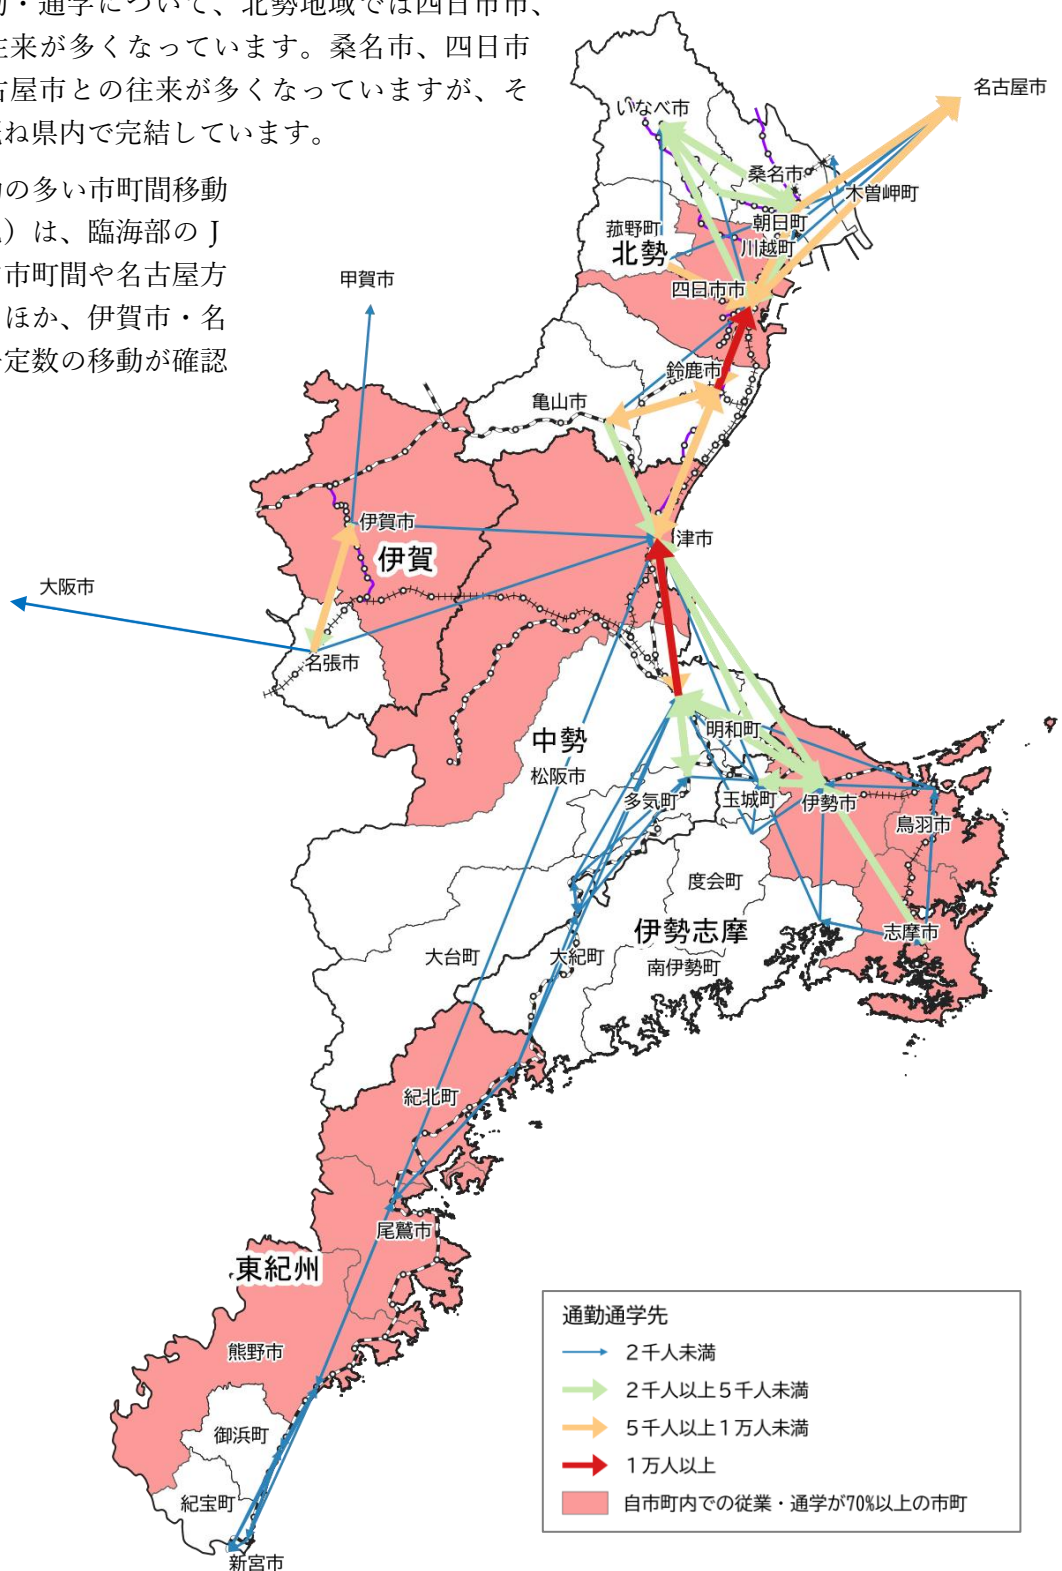 動・通学について、北勢地域では四日市市、
往来が多くなっています。桑名市、四日市
古屋市との往来が多くなっていますが、そ
概ね県内で完結しています。
動の多い市町間移動
）は、臨海部のJ
市町間や名古屋方
ほか、伊賀市・名
一定数の移動が確認
名古屋市
いなべ市
桑名市
木曽岬町
朝日町
菰野町
川越町
北勢
四日市市
甲賀市
鈴鹿市
亀山市
伊賀市
津市
伊賀
大阪市
名張市
明和町
中勢
松阪市
多気町
玉城町
伊勢市
鳥羽市
度会町
伊勢志摩
志摩市
大台町
大紀町
南伊勢町
紀北町
尾鷲市
東紀州
熊野市
御浜町
紀宝町
新宮市
通勤通学先
2千人未満
2千人以上5千人未満
5千人以上1万人未満
1万人以上
自市町内での従業・通学が70%以上の市町